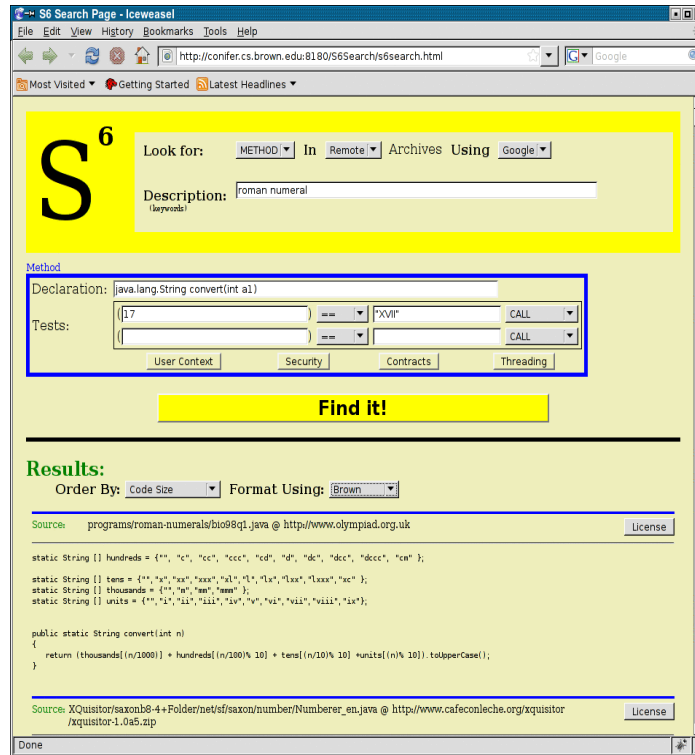 S6 Search Page - Iceweasel
File Edit View History Bookmarks Tools Help
http://conifer.cs.brown.edu:8180/S6Search/s6search.html
Google
Most Visited Getting Started Latest Headlines
S6
Look for: METHOD In Remote Archives Using Google
Description: roman numeral
(keywords)
Method
Declaration: java.lang.String convert(int a1)
Tests:
(17 ) == "XVII" CALL
( ) == CALL
User Context Security Contracts Threading
Find it!
Results:
Order By: Code Size Format Using: Brown
Source: programs/roman-numerals/bio98q1.java @ http://www.olympiad.org.uk License
static String [] hundreds = {"", "c", "cc", "ccc", "cd", "d", "dc", "dcc", "dccc", "cm" };
static String [] tens = {"","x","xx","xxx","xl","l","lx","lxx","lxxx","xc" };
static String [] thousands = {"","m","mm","mmm" };
static String [] units = {"","i","ii","iii","iv","v","vi","vii","viii","ix"};
public static String convert(int n)
{
return (thousands[(n/1000)] + hundreds[(n/100)% 10] + tens[(n/10)% 10] +units[(n)% 10]).toUpperCase();
}
Source: XQuisitor/saxonb8-4+Folder/net/sf/saxon/number/Numberer_en.java @ http://www.cafeconleche.org/xquisitor
/xquisitor-1.0a5.zip License
Done